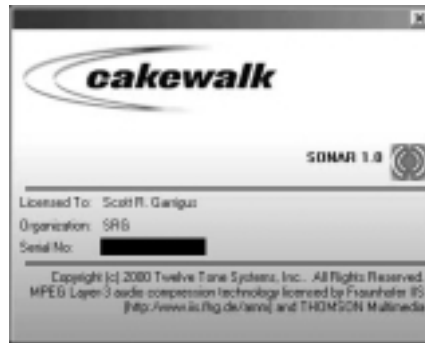 cakewalk
SONAR 1.0
Licensed To: Scott R. Garrigus
Organization: SRG
Serial No:
Copyright (c) 2000 Twelve Tone Systems, Inc.. All Rights Reserved.
MPEG Layer-3 audio compression technology licensed by Fraunhofer IIS
(http://www.iis.fhg.de/amm) and THOMSON Multimedia